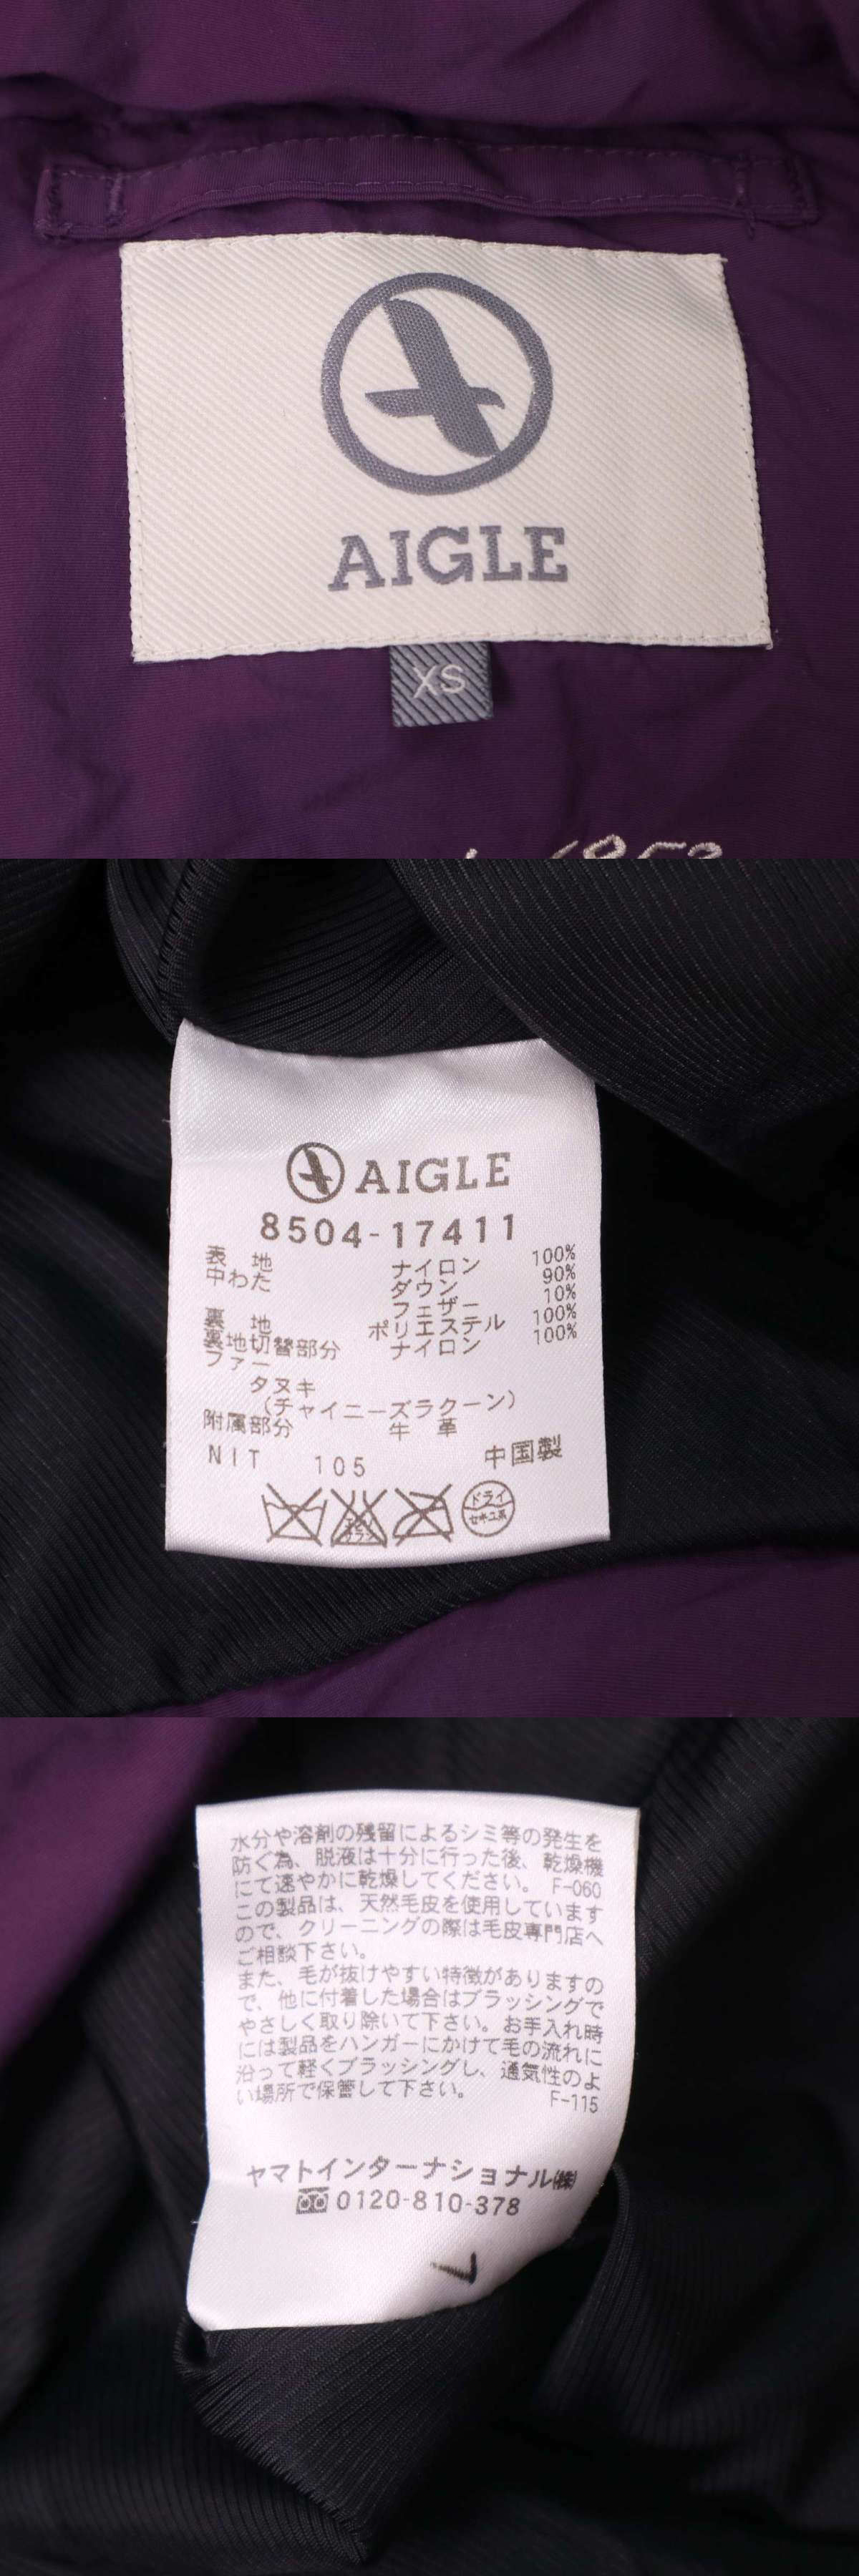 AIGLE
XS
AIGLE
8504-17411
表 地 ナイロン 100%
中わた ダウン 90%
フェザー 10%
裏 地 ポリエステル 100%
裏地切替部分 ナイロン 100%
ファー
タヌキ
(チャイニーズラクーン)
附属部分 牛 革
NIT 105 中国製
ドライ
セキユ系
水分や溶剤の残留によるシミ等の発生を
防ぐ為、脱液は十分に行った後、乾燥機
にて速やかに乾燥してください。 F-060
この製品は、天然毛皮を使用しています
ので、クリーニングの際は毛皮専門店へ
ご相談下さい。
また、毛が抜けやすい特徴がありますの
で、他に付着した場合はブラッシングで
やさしく取り除いて下さい。お手入れ時
には製品をハンガーにかけて毛の流れに
沿って軽くブラッシングし、通気性のよ
い場所で保管して下さい。
F-115
ヤマトインターナショナル㈱
0120-810-378